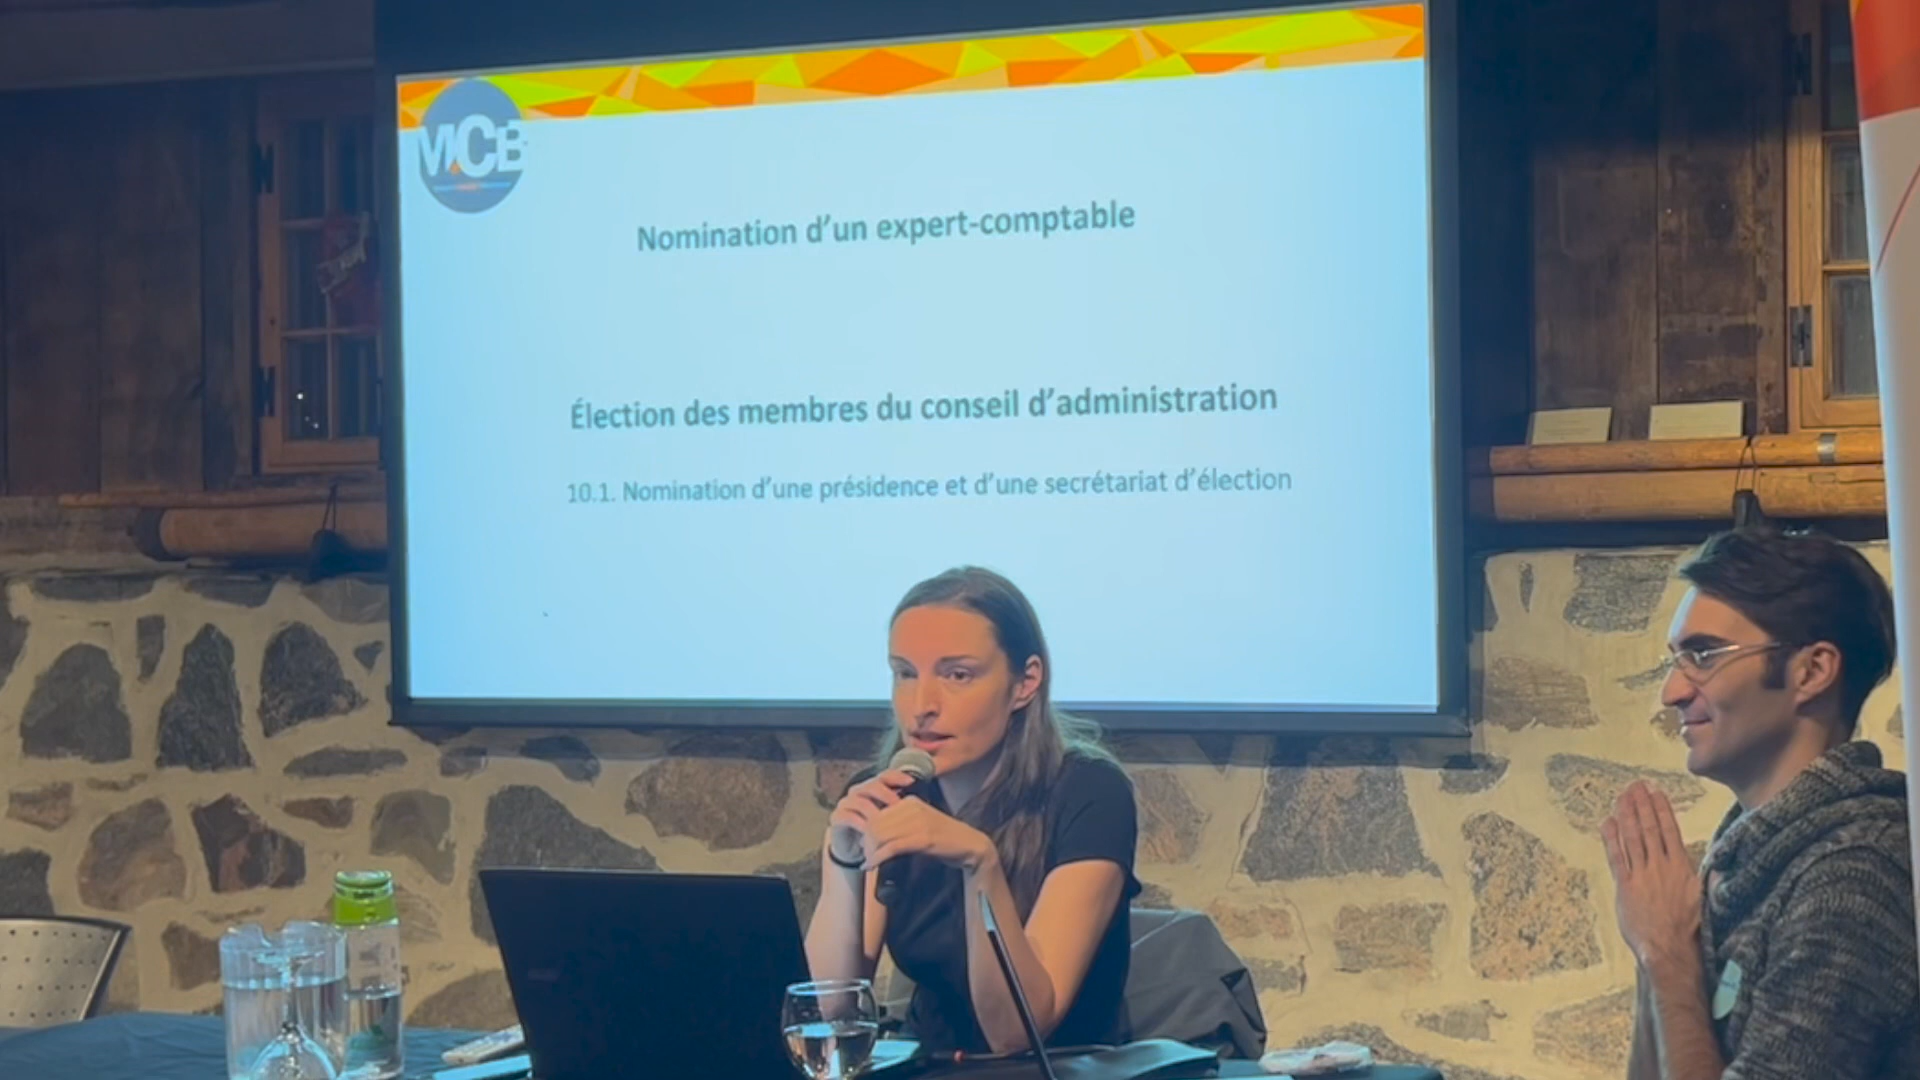 MCB
Nomination d'un expert-comptable
Élection des membres du conseil d'administration
10.1. Nomination d'une présidence et d'une secrétariat d'élection